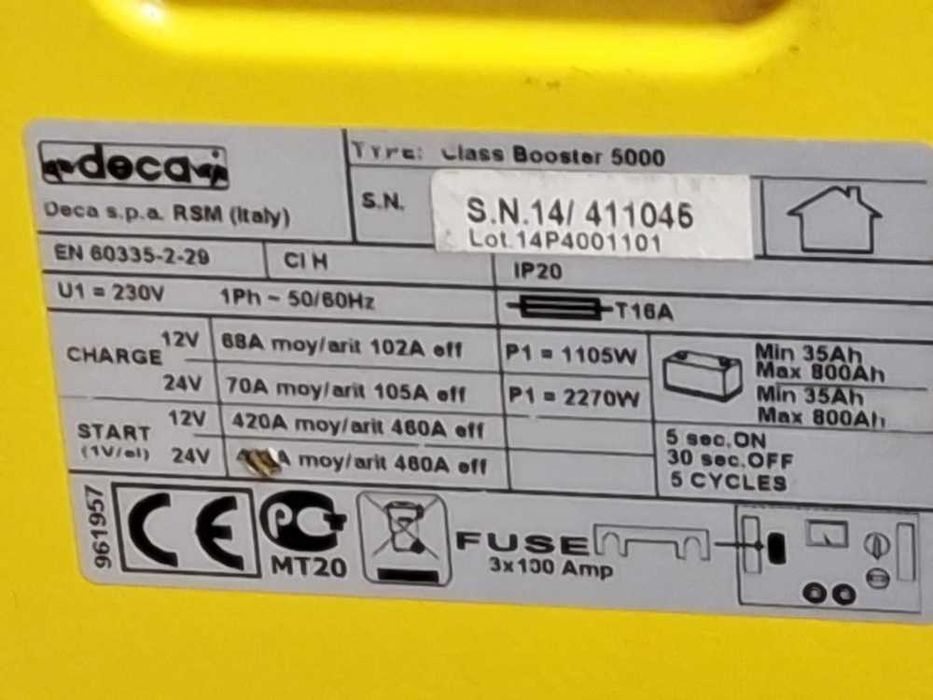 deca
TYPE: Class Booster 5000
Deca s.p.a. RSM (Italy)
S.N.
S.N.14/ 411046
Lot.14P4001101
EN 60335-2-29
Cl H
IP20
U1 = 230V
1Ph ~ 50/60Hz
T16A
CHARGE
12V
68A moy/arit 102A eff
P1 = 1105W
Min 35Ah
Max 800Ah
24V
70A moy/arit 105A eff
P1 = 2270W
Min 35Ah
Max 800Ah
START
(1V/el)
12V
420A moy/arit 460A eff
24V
A moy/arit 460A eff
5 sec.ON
30 sec.OFF
5 CYCLES
961957
CE
PC
MT20
FUSE
3x100 Amp